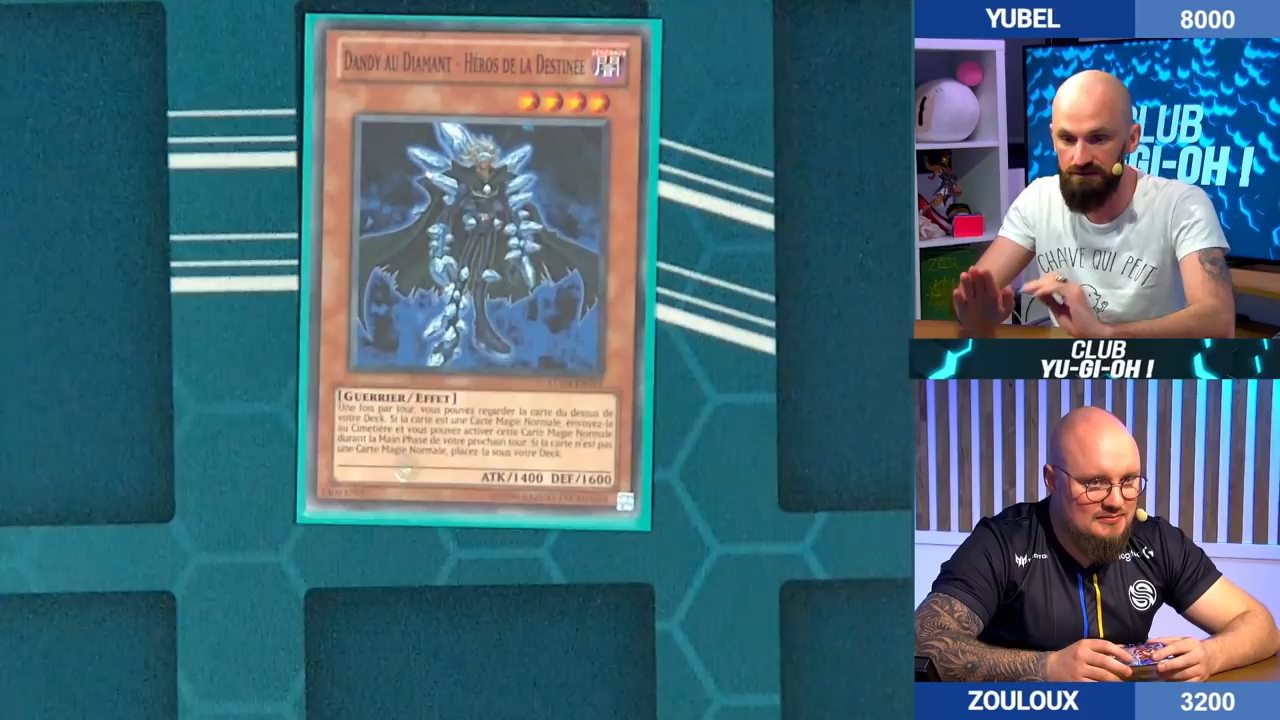 DANDY AU DIAMANT - HÉROS DE LA DESTINÉE
[GUERRIER/EFFET]
Une fois par tour, vous pouvez regarder la carte du dessus de
votre Deck. Si la carte est une Carte Magie Normale, envoyez-la
au Cimetière et vous pouvez activer cette Carte Magie Normale
durant la Main Phase de votre prochain tour. Si la carte n'est pas
une Carte Magie Normale, placez-la sous votre Deck.
ATK/1400 DEF/1600
YUBEL 8000
CLUB
YU-GI-OH !
CHAUVE QUI PEUT
CLUB
YU-GI-OH !
ZOULOUX 3200